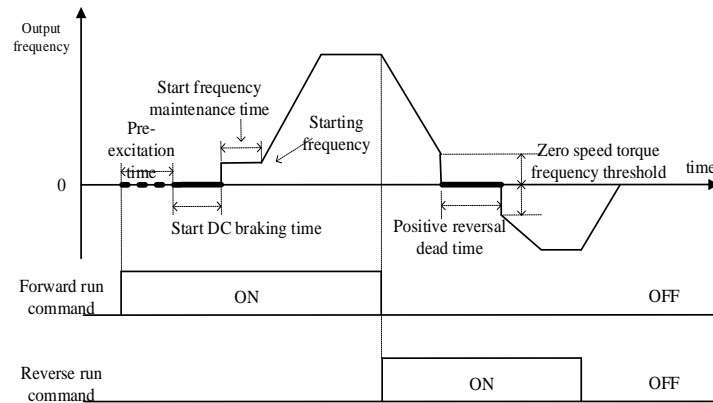 Output
frequency
Start frequency
maintenance time
Pre-
excitation
time
Starting
frequency
Zero speed torque
frequency threshold
time
0
Start DC braking time
Positive reversal
dead time
Forward run
command
ON
OFF
Reverse run
command
ON
OFF